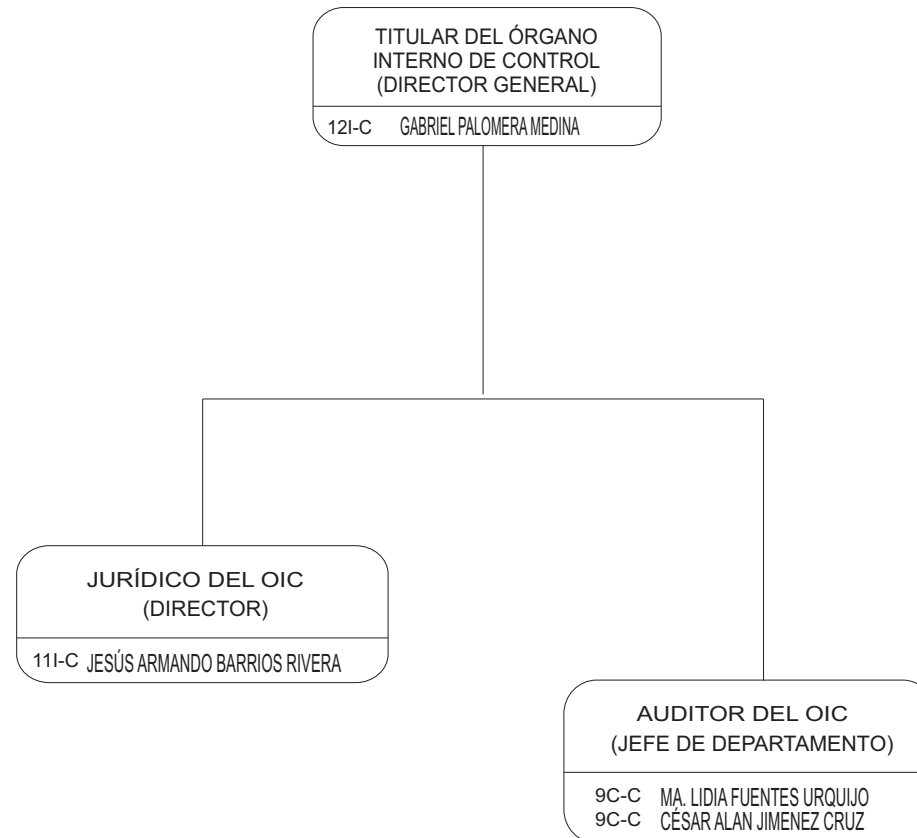 TITULAR DEL ÓRGANO
INTERNO DE CONTROL
(DIRECTOR GENERAL)
12I-C GABRIEL PALOMERA MEDINA
JURÍDICO DEL OIC
(DIRECTOR)
11I-C JESÚS ARMANDO BARRIOS RIVERA
AUDITOR DEL OIC
(JEFE DE DEPARTAMENTO)
9C-C MA. LIDIA FUENTES URQUIJO
9C-C CÉSAR ALAN JIMENEZ CRUZ